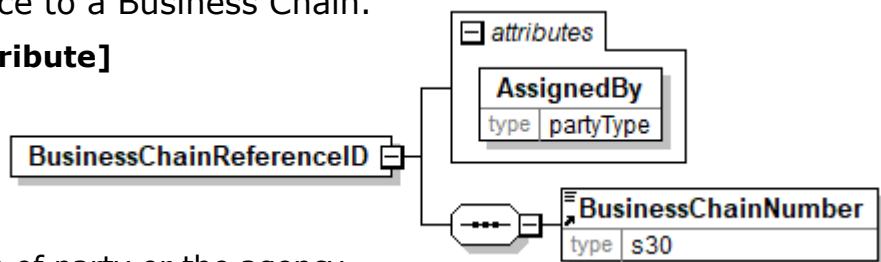 ce to a Business Chain.
ribute]
attributes
AssignedBy
type partyType
BusinessChainReferenceID
BusinessChainNumber
type s30
of party or the agency